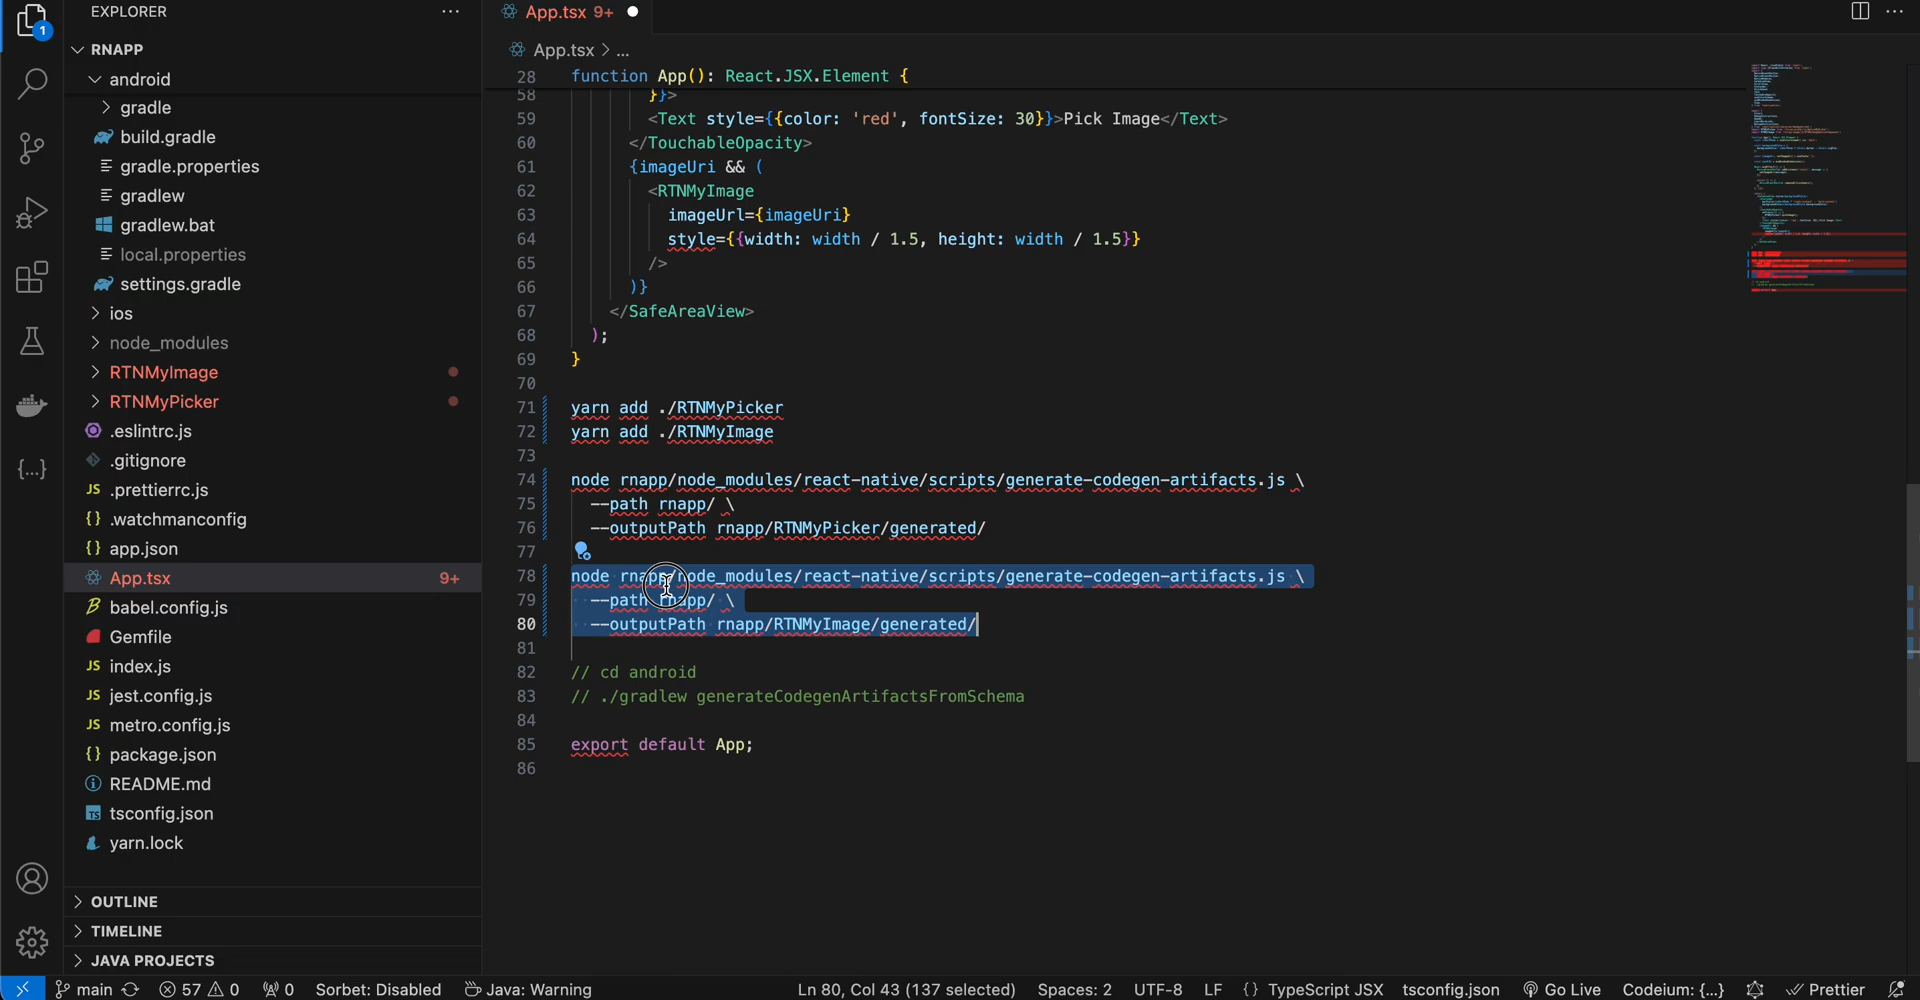 EXPLORER
RNAPP
android
gradle
build.gradle
gradle.properties
gradlew
gradlew.bat
local.properties
settings.gradle
ios
node_modules
RTNMyImage
RTNMyPicker
.eslintrc.js
.gitignore
JS .prettierrc.js
{} .watchmanconfig
{} app.json
App.tsx 9+
babel.config.js
Gemfile
JS index.js
JS jest.config.js
JS metro.config.js
{} package.json
README.md
TS tsconfig.json
yarn.lock
OUTLINE
TIMELINE
JAVA PROJECTS
1
{...}
App.tsx 9+
App.tsx > ...
28 function App(): React.JSX.Element {
58 }}>
59 <Text style={{color: 'red', fontSize: 30}}>Pick Image</Text>
60 </TouchableOpacity>
61 {imageUri && (
62 <RTNMyImage
63 imageUrl={imageUri}
64 style={{width: width / 1.5, height: width / 1.5}}
65 />
66 )}
67 </SafeAreaView>
68 );
69 }
70
71 yarn add ./RTNMyPicker
72 yarn add ./RTNMyImage
73
74 node rnapp/node_modules/react-native/scripts/generate-codegen-artifacts.js \
75 --path rnapp/ \
76 --outputPath rnapp/RTNMyPicker/generated/
77
78 node rnapp/node_modules/react-native/scripts/generate-codegen-artifacts.js \
79 --path rnapp/ \
80 --outputPath rnapp/RTNMyImage/generated/
81
82 // cd android
83 // ./gradlew generateCodegenArtifactsFromSchema
84
85 export default App;
86
main 57 0 0 Sorbet: Disabled Java: Warning Ln 80, Col 43 (137 selected) Spaces: 2 UTF-8 LF {} TypeScript JSX tsconfig.json Go Live Codeium: {...} Prettier